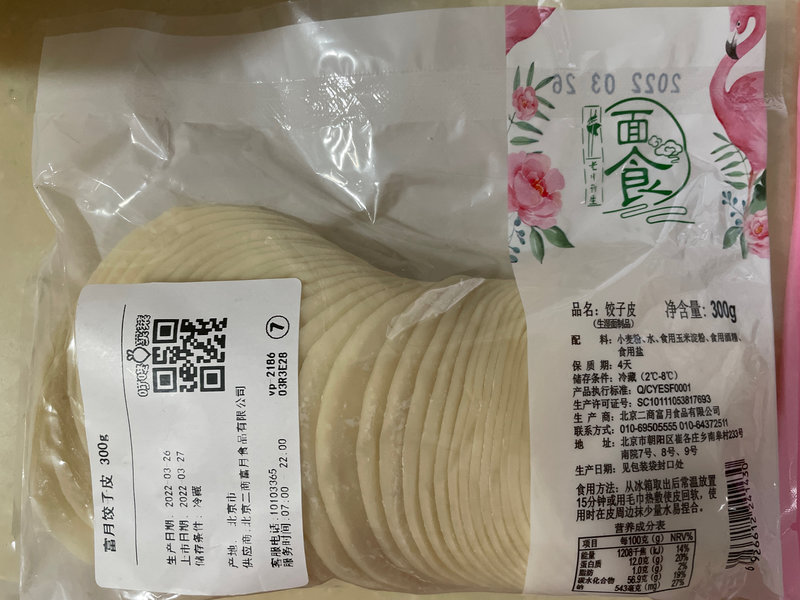 2022 03 26
面食
品名：饺子皮 净含量：300g
(生湿面制品)
配 料：小麦粉、水、食用玉米淀粉、食用酒精、
食用盐
保 质 期：4天
储存条件：冷藏（2℃-8℃）
产品执行标准：Q/CYESF0001
生产许可证号：SC10111053817693
生 产 商：北京二商富月食品有限公司
联系方式：010-69505555 010-64372511
地 址：北京市朝阳区崔各庄乡南皋村233号
南院7号、8号、9号
生产日期：见包装袋封口处
食用方法：从冰箱取出后常温放置
15分钟或用毛巾热敷使皮回软，使
用时在皮周边抹少量水易捏合。
营养成分表
项目 每100克(g) NRV%
能量 1208千焦(kJ) 14%
蛋白质 12.0克(g) 20%
脂肪 1.0克(g) 2%
碳水化合物 56.9克(g) 19%
钠 543毫克(mg) 27%
6926612241430
富月饺子皮 300g
生产日期：2022 03 26
上市日期：2022 03 27
储存条件：冷藏
产地：北京市
供应商：北京二商富月食品有限公司
客服电话：10103365
服务时间：07:00 - 22:00
叮咚买菜
7
vp-2186
03R3E28